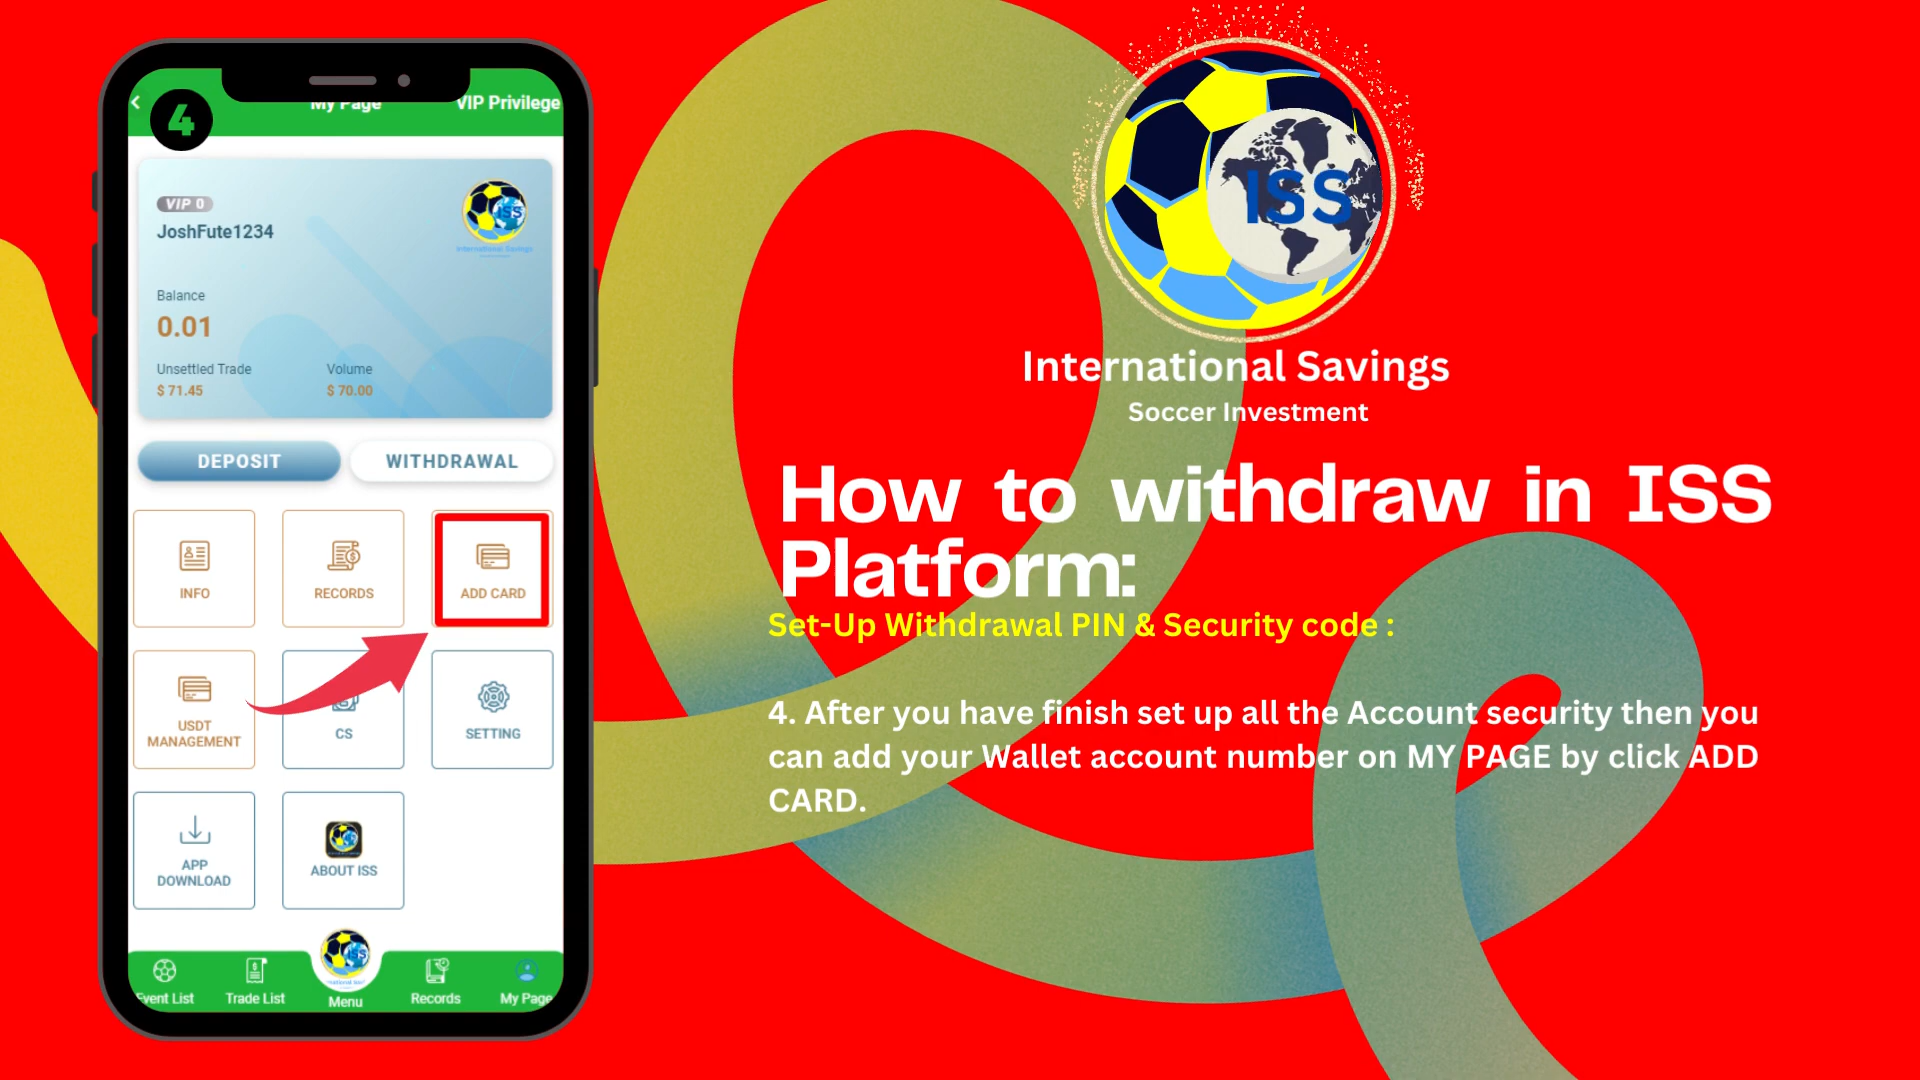 4
My Page
VIP Privilege
VIP 0
JoshFute1234
International Savings
Balance
0.01
Unsettled Trade
Volume
$ 71.45
$ 70.00
DEPOSIT
WITHDRAWAL
INFO
RECORDS
ADD CARD
USDT
MANAGEMENT
CS
SETTING
APP
DOWNLOAD
ABOUT ISS
Event List
Trade List
Menu
Records
My Page
ISS
International Savings
Soccer Investment
How to withdraw in ISS
Platform:
Set-Up Withdrawal PIN & Security code :
4. After you have finish set up all the Account security then you
can add your Wallet account number on MY PAGE by click ADD
CARD.